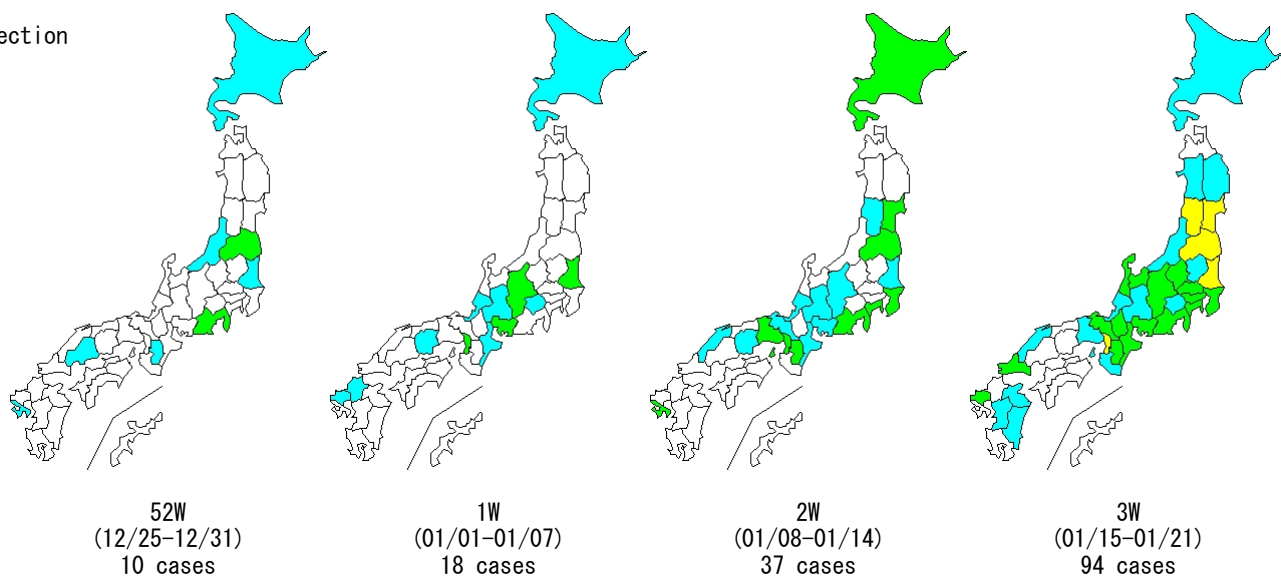 ection
52W
(12/25-12/31)
10 cases
1W
(01/01-01/07)
18 cases
2W
(01/08-01/14)
37 cases
3W
(01/15-01/21)
94 cases